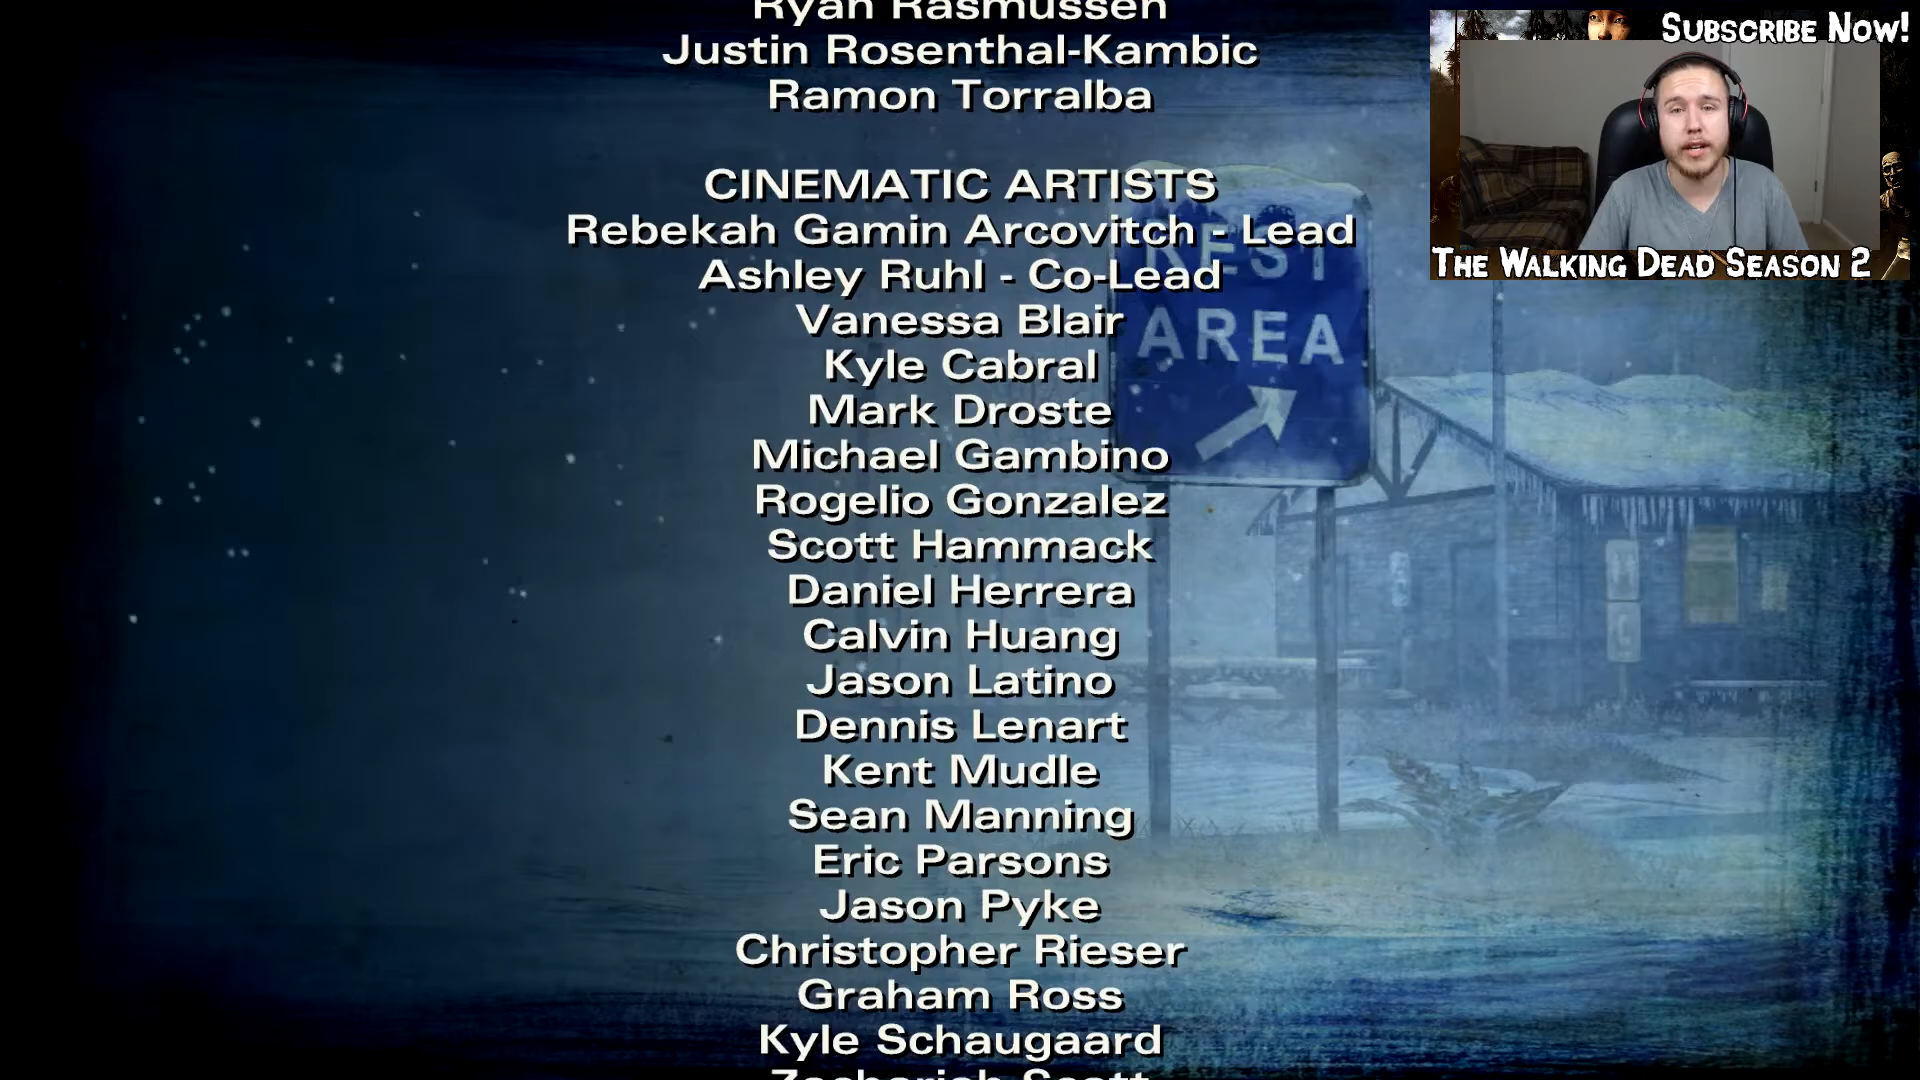 Ryan Rasmussen
Justin Rosenthal-Kambic
Ramon Torralba
CINEMATIC ARTISTS
Rebekah Gamin Arcovitch - Lead
Ashley Ruhl - Co-Lead
Vanessa Blair
Kyle Cabral
Mark Droste
Michael Gambino
Rogelio Gonzalez
Scott Hammack
Daniel Herrera
Calvin Huang
Jason Latino
Dennis Lenart
Kent Mudle
Sean Manning
Eric Parsons
Jason Pyke
Christopher Rieser
Graham Ross
Kyle Schaugaard
Zachariah Scott
REST
AREA
SUBSCRIBE NOW!
THE WALKING DEAD SEASON 2